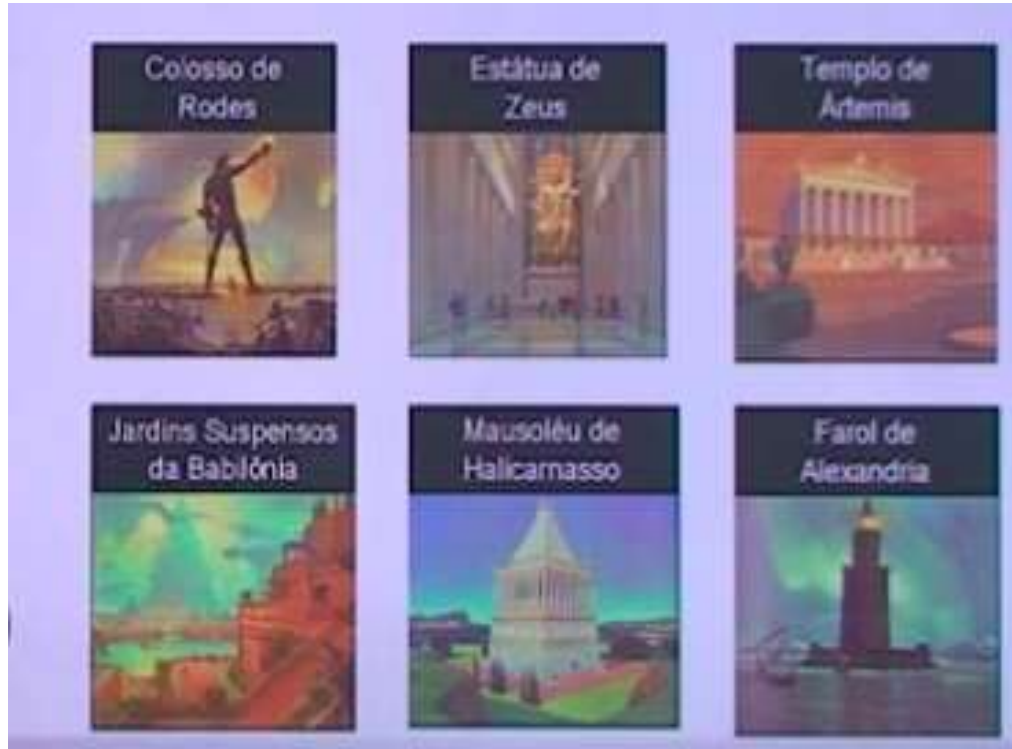 Colosso de
Rodes
Estátua de
Zeus
Templo de
Ártemis
Jardins Suspensos
da Babilônia
Mausoléu de
Halicarnasso
Farol de
Alexandria